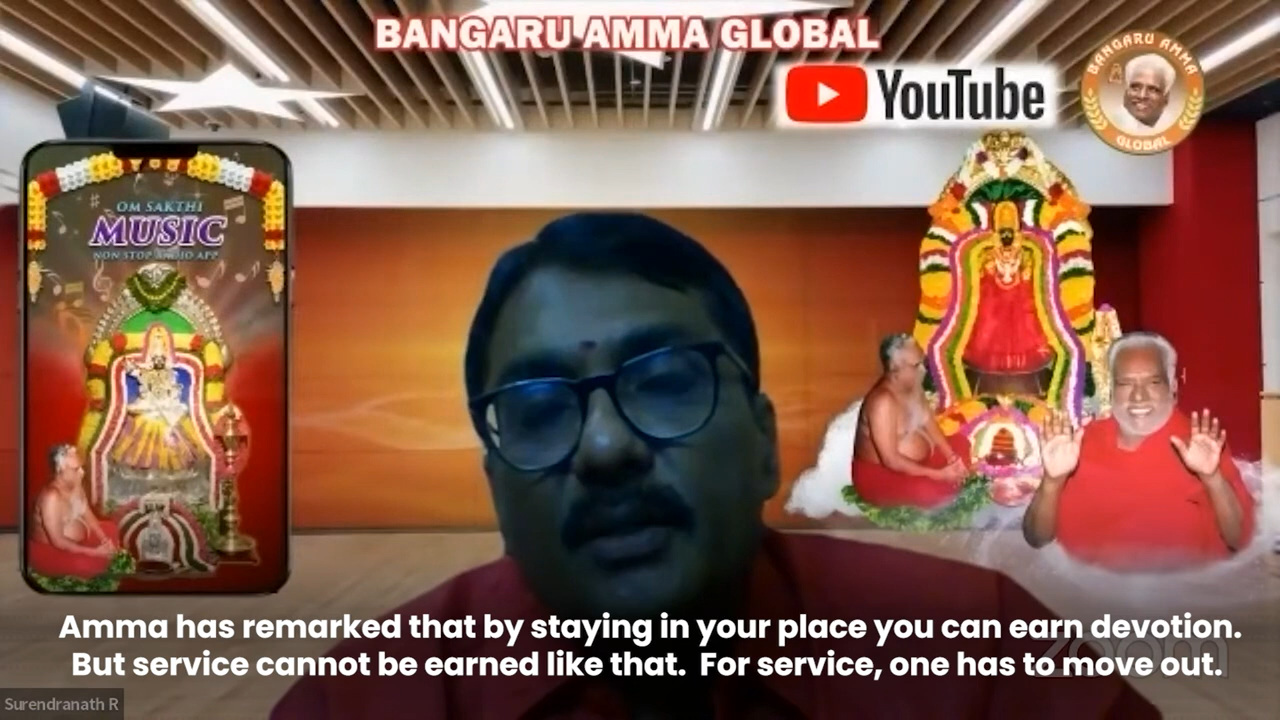 BANGARU AMMA GLOBAL
YouTube
BANGARU AMMA
GLOBAL
OM SAKTHI
MUSIC
NON STOP AUDIO APP
Amma has remarked that by staying in your place you can earn devotion.
But service cannot be earned like that. For service, one has to move out.
zoom
Surendranath R